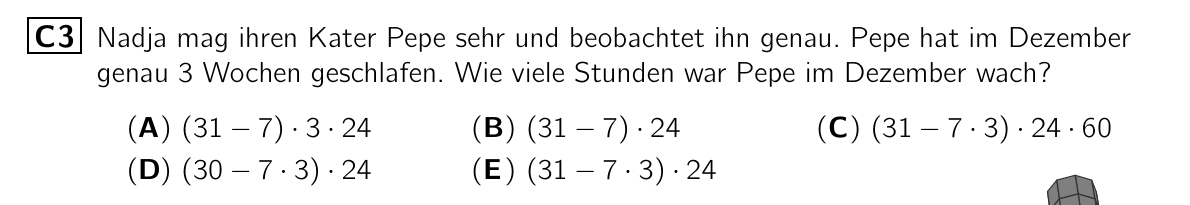 C3 Nadja mag ihren Kater Pepe sehr und beobachtet ihn genau. Pepe hat im Dezember
genau 3 Wochen geschlafen. Wie viele Stunden war Pepe im Dezember wach?
(A) (31 − 7) · 3 · 24 (B) (31 − 7) · 24 (C) (31 − 7 · 3) · 24 · 60
(D) (30 − 7 · 3) · 24 (E) (31 − 7 · 3) · 24